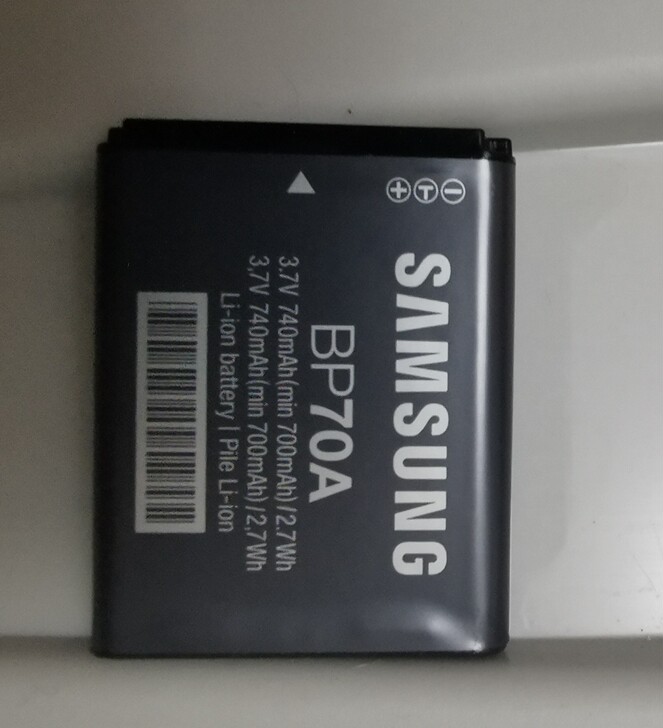 SAMSUNG
BP70A
3.7V 740mAh(min 700mAh)/2.7Wh
3,7V 740mAh(min 700mAh)/2,7Wh
Li-ion battery | Pile Li-ion